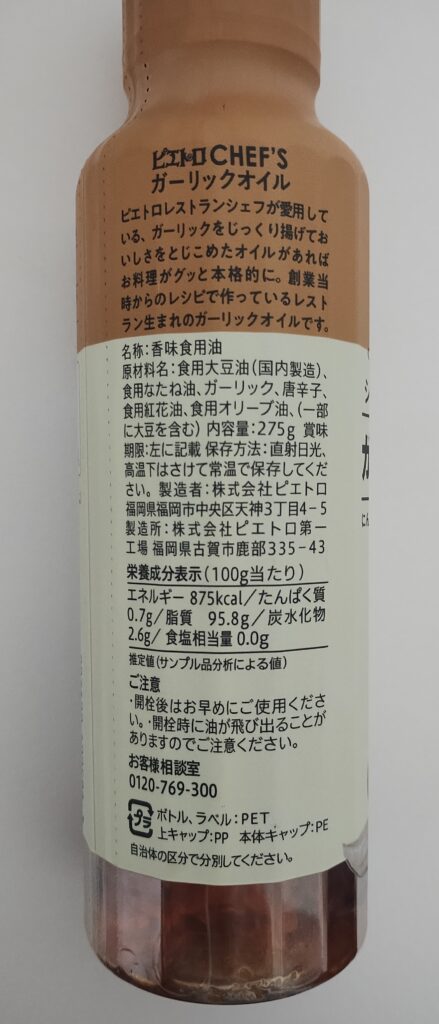 ピエトロCHEF'S
ガーリックオイル
ピエトロレストランシェフが愛用して
いる、ガーリックをじっくり揚げてお
いしさをとじこめたオイルがあれば
お料理がグッと本格的に。創業当
時からのレシピで作っているレスト
ラン生まれのガーリックオイルです。
名称：香味食用油
原材料名：食用大豆油（国内製造）、
食用なたね油、ガーリック、唐辛子、
食用紅花油、食用オリーブ油、（一部
に大豆を含む） 内容量：275g 賞味
期限：左に記載 保存方法：直射日光、
高温下はさけて常温で保存してくだ
さい。 製造者：株式会社ピエトロ
福岡県福岡市中央区天神3丁目4-5
製造所：株式会社ピエトロ第一
工場 福岡県古賀市鹿部335-43
栄養成分表示（100g当たり）
エネルギー 875kcal／たんぱく質
0.7g／脂質 95.8g／炭水化物
2.6g／食塩相当量 0.0g
推定値（サンプル品分析による値）
ご注意
・開栓後はお早めにご使用くださ
い。・開栓時に油が飛び出ることが
ありますのでご注意ください。
お客様相談室
0120-769-300
プラ
ボトル、ラベル：PET
上キャップ：PP 本体キャップ：PE
自治体の区分で分別してください。